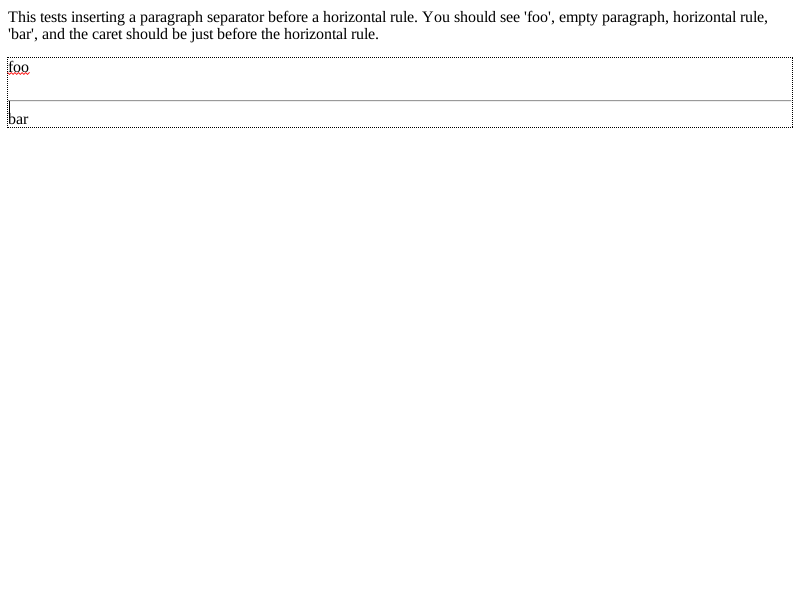 This tests inserting a paragraph separator before a horizontal rule. You should see 'foo', empty paragraph, horizontal rule,
'bar', and the caret should be just before the horizontal rule.
foo
bar